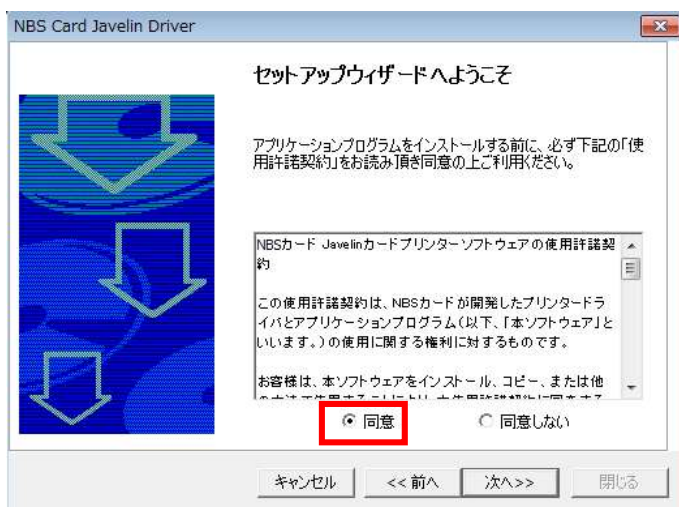 NBS Card Javelin Driver
セットアップウィザードへようこそ
アプリケーションプログラムをインストールする前に、必ず下記の「使
用許諾契約」をお読み頂き同意の上ご利用ください。
NBSカード Javelinカードプリンターソフトウェアの使用許諾契
約
この使用許諾契約は、NBSカードが開発したプリンタードラ
イバとアプリケーションプログラム(以下、「本ソフトウェア」と
いいます。)の使用に関する権利に対するものです。
お客様は、本ソフトウェアをインストール、コピー、または他
同意
同意しない
キャンセル
<<前へ
次へ>>
閉じる